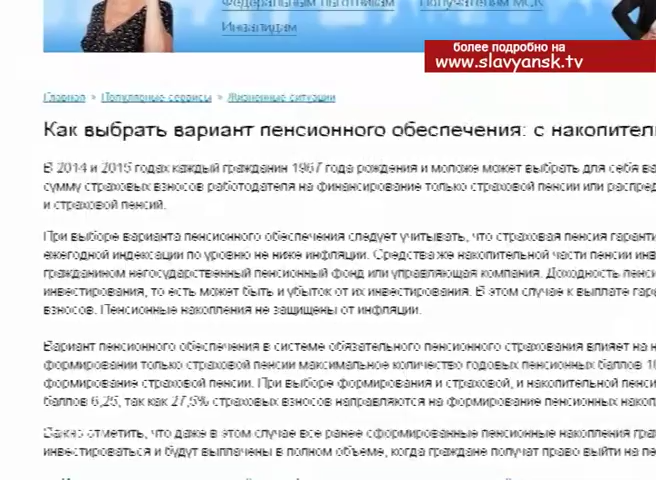 Федеральным льготникам
Получателям МСК
Инвалидам
более подробно на
www.slavyansk.tv
Главная » Популярные сервисы » Жизненные ситуации
Как выбрать вариант пенсионного обеспечения: с накопител
В 2014 и 2015 годах каждый гражданин 1967 года рождения и моложе может выбрать для себя ва
сумму страховых взносов работодателя на финансирование только страховой пенсии или распред
и страховой пенсий.
При выборе варианта пенсионного обеспечения следует учитывать, что страховая пенсия гаранти
ежегодной индексации по уровню не ниже инфляции. Средства же накопительной части пенсии инв
гражданином негосударственный пенсионный фонд или управляющая компания. Доходность пенс
инвестирования, то есть может быть и убыток от их инвестирования. В этом случае к выплате гар
взносов. Пенсионные накопления не защищены от инфляции.
Вариант пенсионного обеспечения в системе обязательного пенсионного страхования влияет на н
формировании только страховой пенсии максимальное количество годовых пенсионных баллов 10
формирование страховой пенсии. При выборе формирования и страховой, и накопительной пенси
баллов 6,25, так как 27,5% страховых взносов направляются на формирование пенсионных накоп
Важно отметить, что даже в этом случае все ранее сформированные пенсионные накопления гра
инвестироваться и будут выплачены в полном объеме, когда граждане получат право выйти на пе